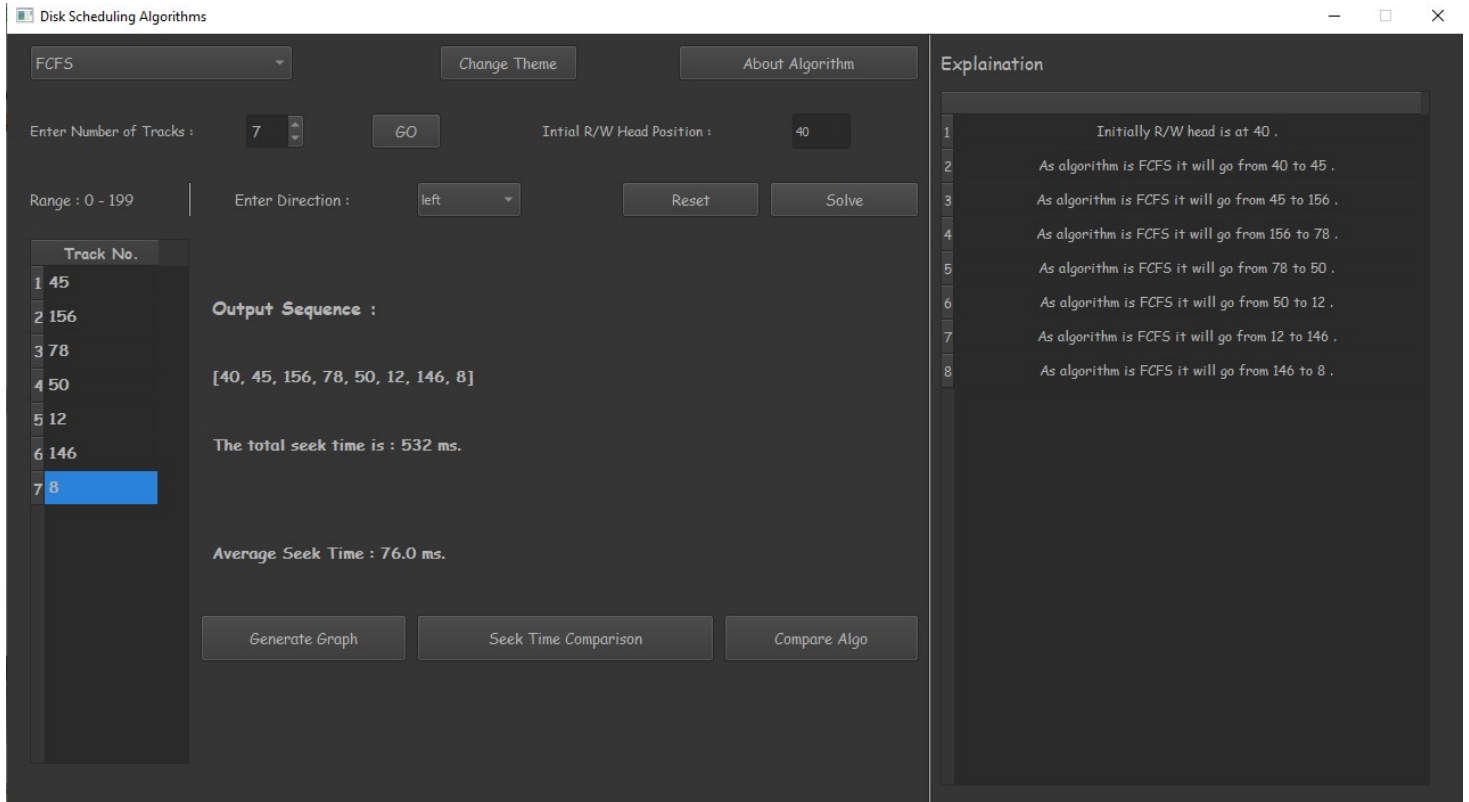 Disk Scheduling Algorithms
FCFS
Change Theme
About Algorithm
Enter Number of Tracks :
7
GO
Intial R/W Head Position :
40
Range : 0 - 199
Enter Direction :
left
Reset
Solve
Track No.
1 45
2 156
3 78
4 50
5 12
6 146
7 8
Output Sequence :
[40, 45, 156, 78, 50, 12, 146, 8]
The total seek time is : 532 ms.
Average Seek Time : 76.0 ms.
Generate Graph
Seek Time Comparison
Compare Algo
Explaination
1 Initially R/W head is at 40 .
2 As algorithm is FCFS it will go from 40 to 45 .
3 As algorithm is FCFS it will go from 45 to 156 .
4 As algorithm is FCFS it will go from 156 to 78 .
5 As algorithm is FCFS it will go from 78 to 50 .
6 As algorithm is FCFS it will go from 50 to 12 .
7 As algorithm is FCFS it will go from 12 to 146 .
8 As algorithm is FCFS it will go from 146 to 8 .